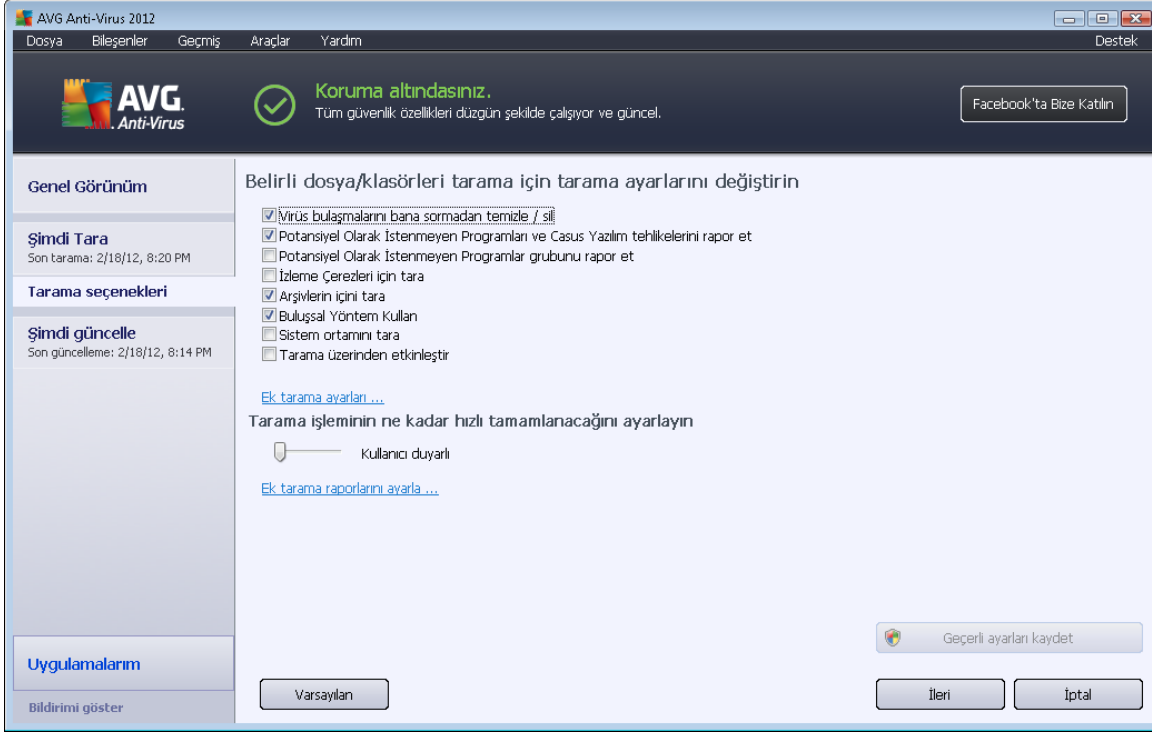 AVG Anti-Virus 2012
Dosya Bileşenler Geçmiş Araçlar Yardım Destek
AVG.
Anti-Virus
Koruma altındasınız.
Tüm güvenlik özellikleri düzgün şekilde çalışıyor ve güncel.
Facebook'ta Bize Katılın
Genel Görünüm
Şimdi Tara
Son tarama: 2/18/12, 8:20 PM
Tarama seçenekleri
Şimdi güncelle
Son güncelleme: 2/18/12, 8:14 PM
Uygulamalarım
Bildirimi göster
Belirli dosya/klasörleri tarama için tarama ayarlarını değiştirin
Virüs bulaşmalarını bana sormadan temizle / sil
Potansiyel Olarak İstenmeyen Programları ve Casus Yazılım tehlikelerini rapor et
Potansiyel Olarak İstenmeyen Programlar grubunu rapor et
İzleme Çerezleri için tara
Arşivlerin içini tara
Buluşsal Yöntem Kullan
Sistem ortamını tara
Tarama üzerinden etkinleştir
Ek tarama ayarları ...
Tarama işleminin ne kadar hızlı tamamlanacağını ayarlayın
Kullanıcı duyarlı
Ek tarama raporlarını ayarla ...
Geçerli ayarları kaydet
Varsayılan
İleri
İptal